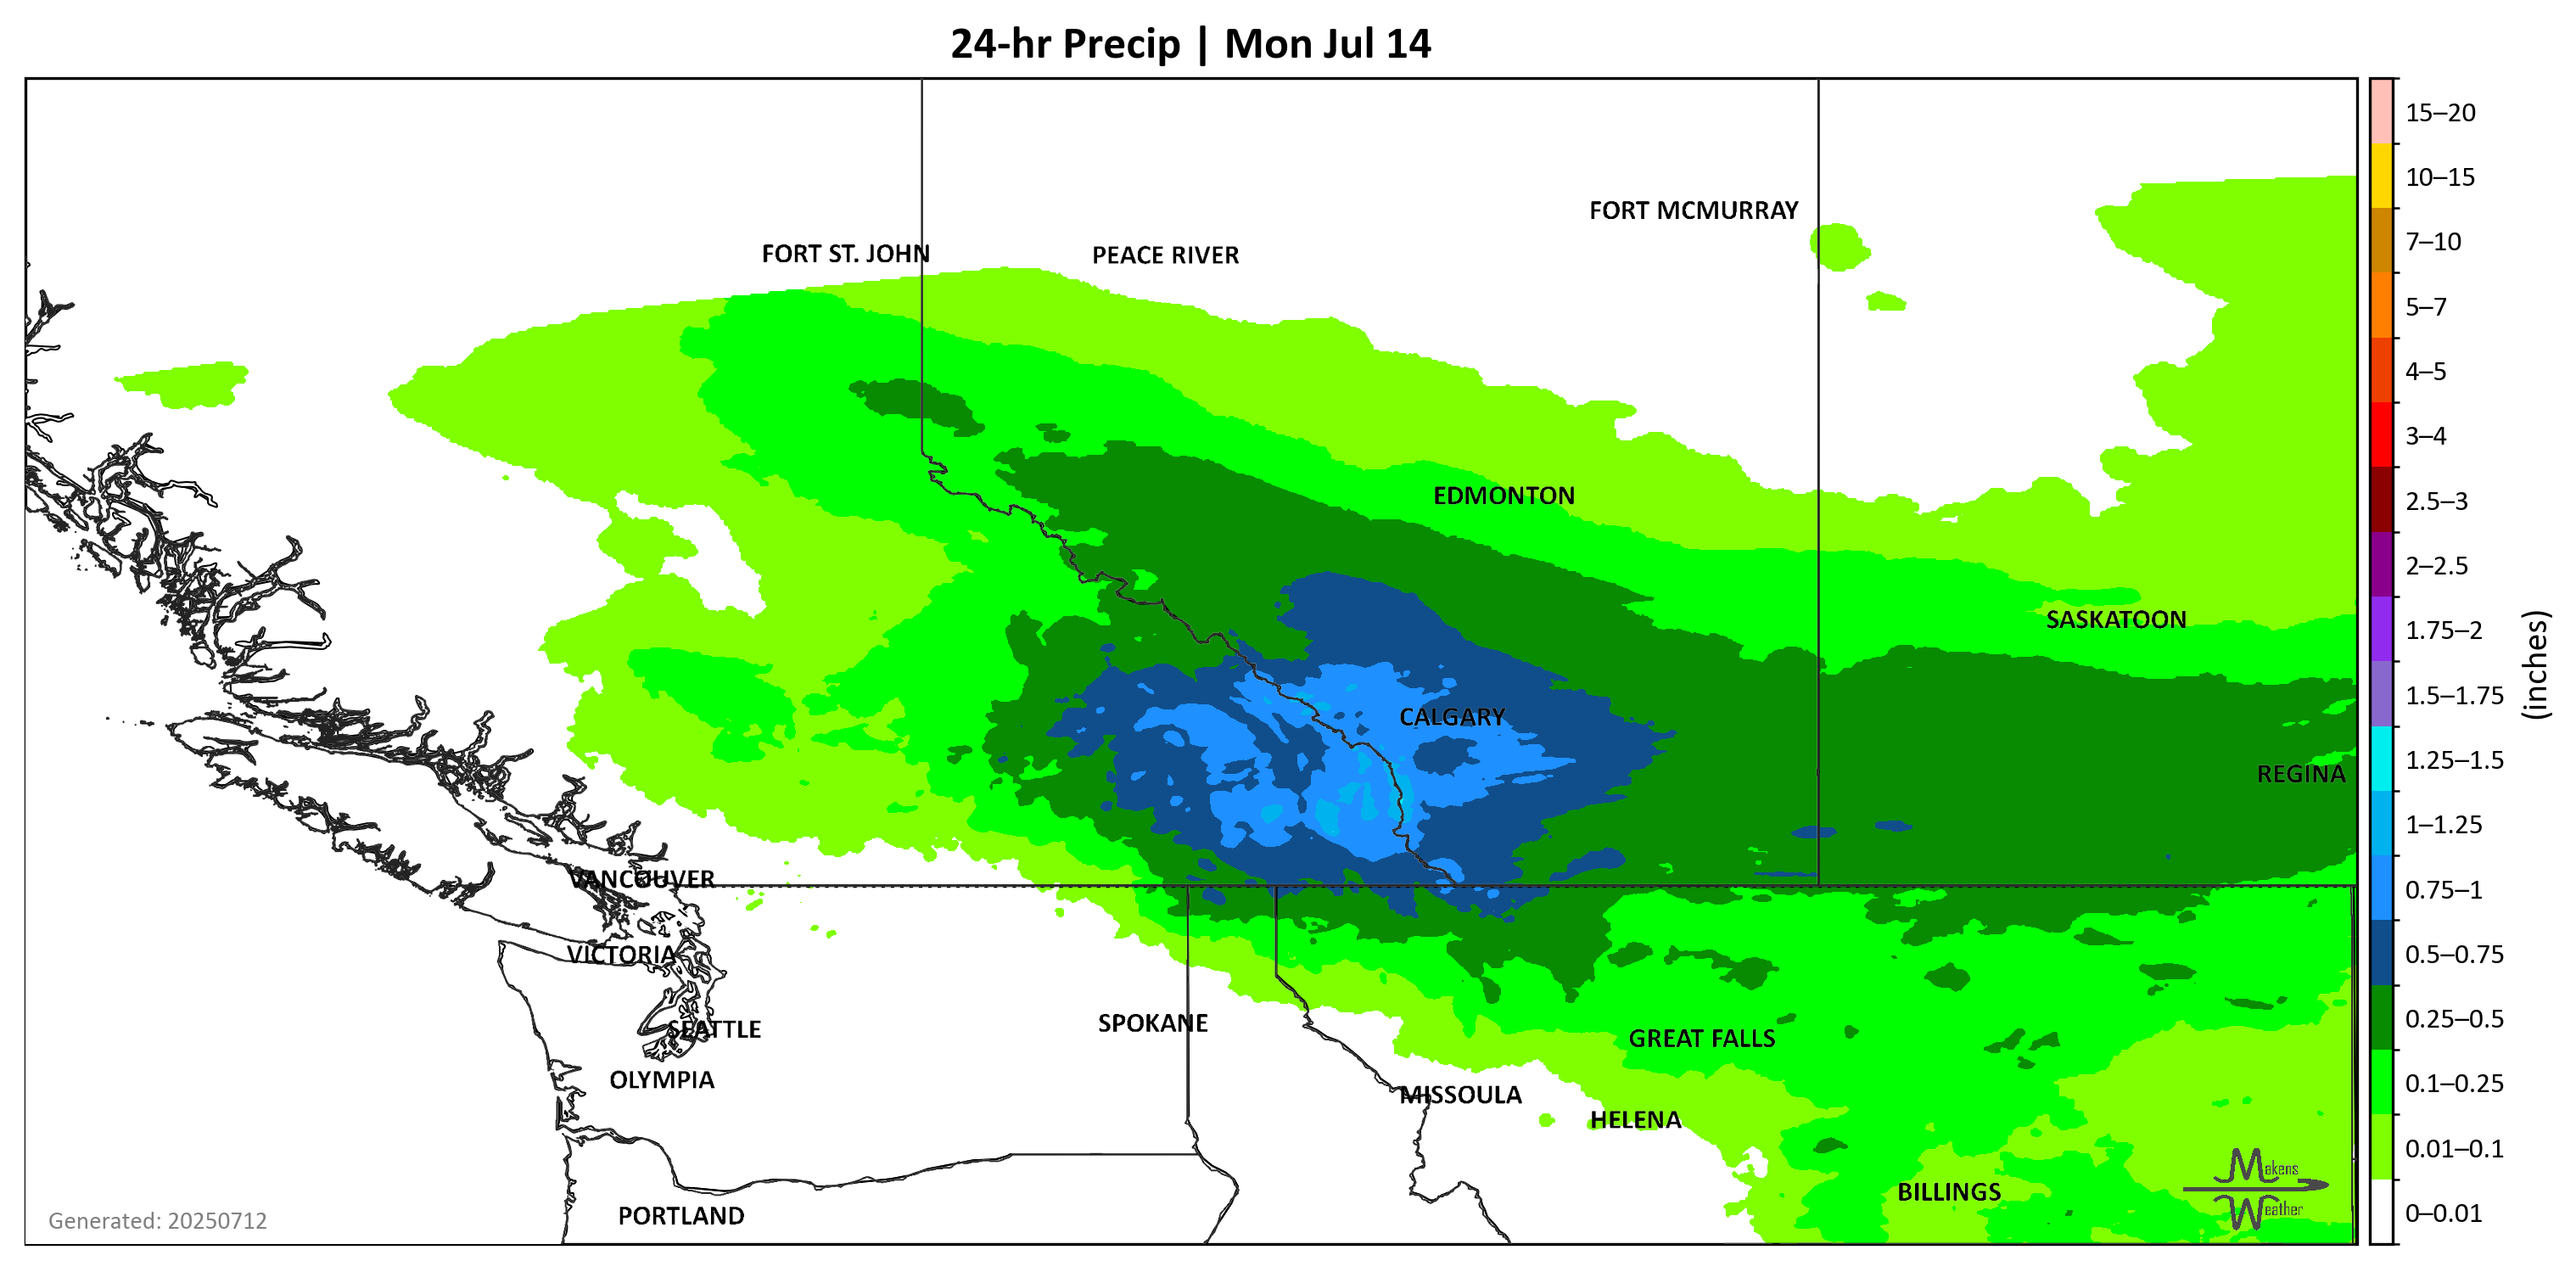 24-hr Precip | Mon Jul 14
15–20
10–15
7–10
5–7
4–5
3–4
2.5–3
2–2.5
1.75–2
1.5–1.75
1.25–1.5
1–1.25
0.75–1
0.5–0.75
0.25–0.5
0.1–0.25
0.01–0.1
0–0.01
(inches)
FORT MCMURRAY
FORT ST. JOHN
PEACE RIVER
EDMONTON
SASKATOON
CALGARY
REGINA
VANCOUVER
VICTORIA
SPOKANE
SEATTLE
GREAT FALLS
OLYMPIA
MISSOULA
HELENA
BILLINGS
PORTLAND
Makens
Weather
Generated: 20250712